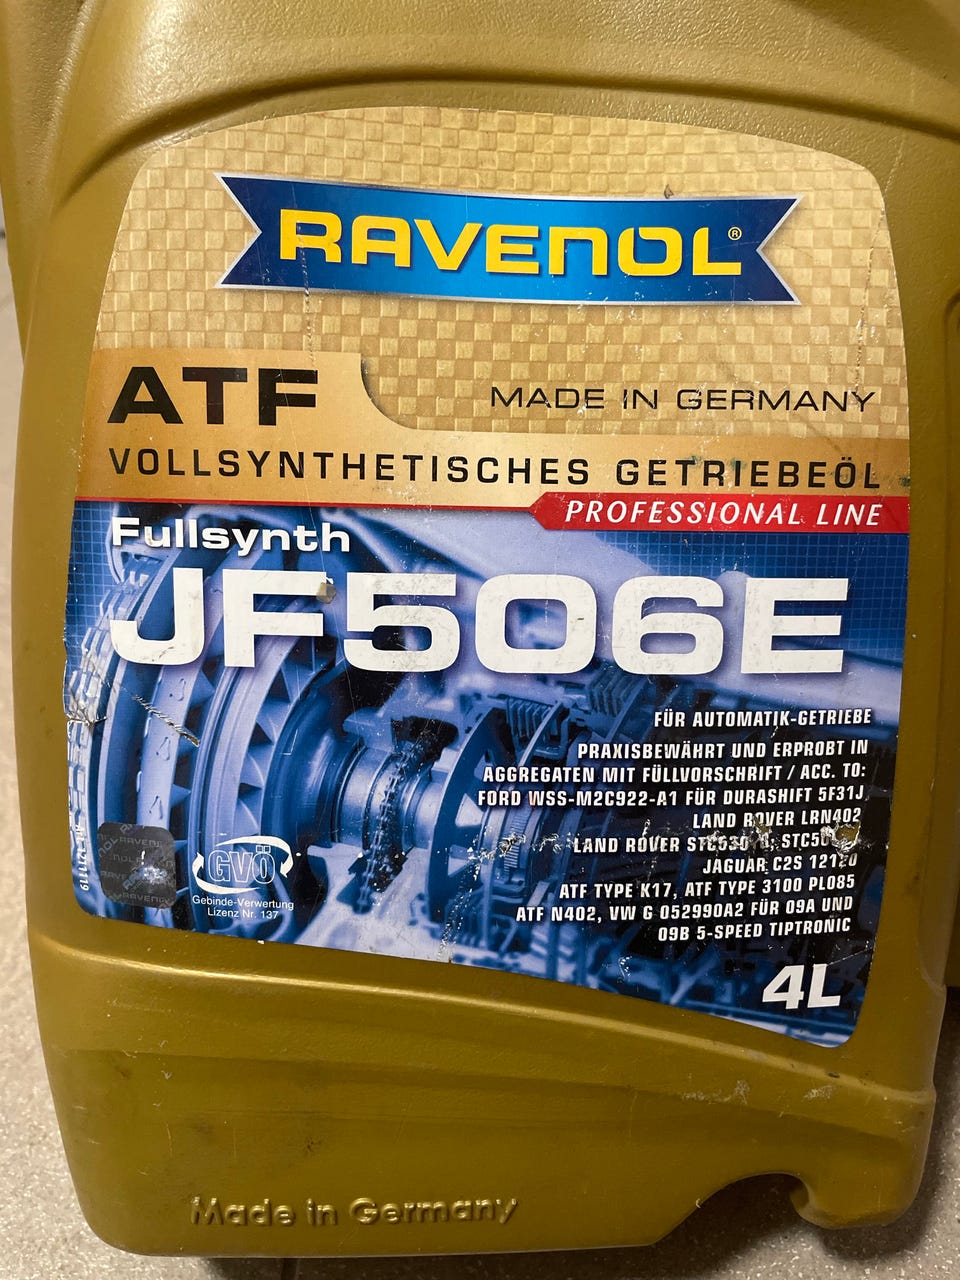 RAVENOL®
ATF
MADE IN GERMANY
VOLLSYNTHETISCHES GETRIEBEÖL
PROFESSIONAL LINE
Fullsynth
JF506E
FÜR AUTOMATIK-GETRIEBE
PRAXISBEWÄHRT UND ERPROBT IN
AGGREGATEN MIT FÜLLVORSCHRIFT / ACC. TO:
FORD WSS-M2C922-A1 FÜR DURASHIFT 5F31J,
LAND ROVER LRN402
LAND ROVER
JAGUAR C2S
ATF TYPE K17, ATF TYPE 3100 PL085
ATF N402, VW G 052990A2 FÜR 09A UND
09B 5-SPEED TIPTRONIC
GVÖ
Gebinde-Verwertung
Lizenz Nr. 137
RAVENOL
4L
Made in Germany